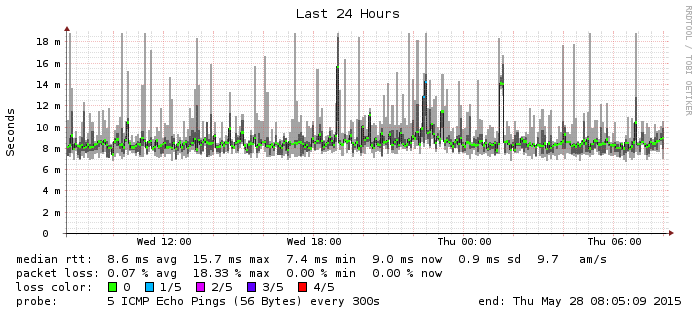 Last 24 Hours
RRDTOOL / TOBI OETIKER
Seconds
18 m
16 m
14 m
12 m
10 m
8 m
6 m
4 m
2 m
0
Wed 12:00 Wed 18:00 Thu 00:00 Thu 06:00
median rtt: 8.6 ms avg 15.7 ms max 7.4 ms min 9.0 ms now 0.9 ms sd 9.7 am/s
packet loss: 0.07 % avg 18.33 % max 0.00 % min 0.00 % now
loss color: 0 1/5 2/5 3/5 4/5
probe: 5 ICMP Echo Pings (56 Bytes) every 300s end: Thu May 28 08:05:09 2015